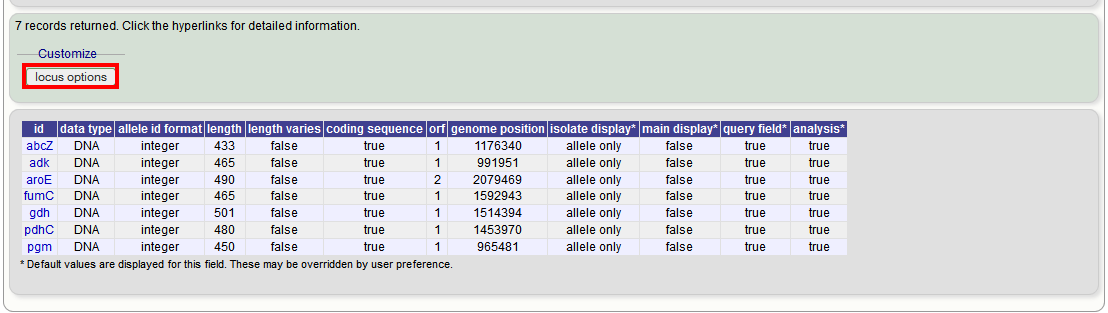 7 records returned. Click the hyperlinks for detailed information.
Customize
locus options
id data type allele id format length length varies coding sequence orf genome position isolate display* main display* query field* analysis*
abcZ DNA integer 433 false true 1 1176340 allele only false true true
adk DNA integer 465 false true 1 991951 allele only false true true
aroE DNA integer 490 false true 2 2079469 allele only false true true
fumC DNA integer 465 false true 1 1592943 allele only false true true
gdh DNA integer 501 false true 1 1514394 allele only false true true
pdhC DNA integer 480 false true 1 1453970 allele only false true true
pgm DNA integer 450 false true 1 965481 allele only false true true
* Default values are displayed for this field. These may be overridden by user preference.